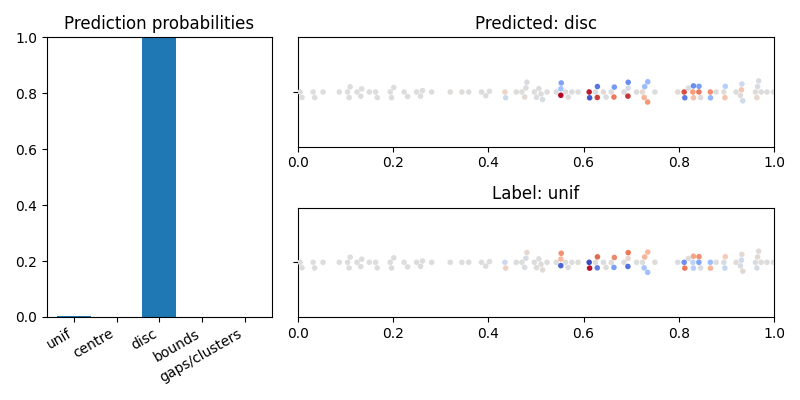 Prediction probabilities
1.0
0.8
0.6
0.4
0.2
0.0
unif
centre
disc
bounds
gaps/clusters
Predicted: disc
0.0 0.2 0.4 0.6 0.8 1.0
Label: unif
0.0 0.2 0.4 0.6 0.8 1.0